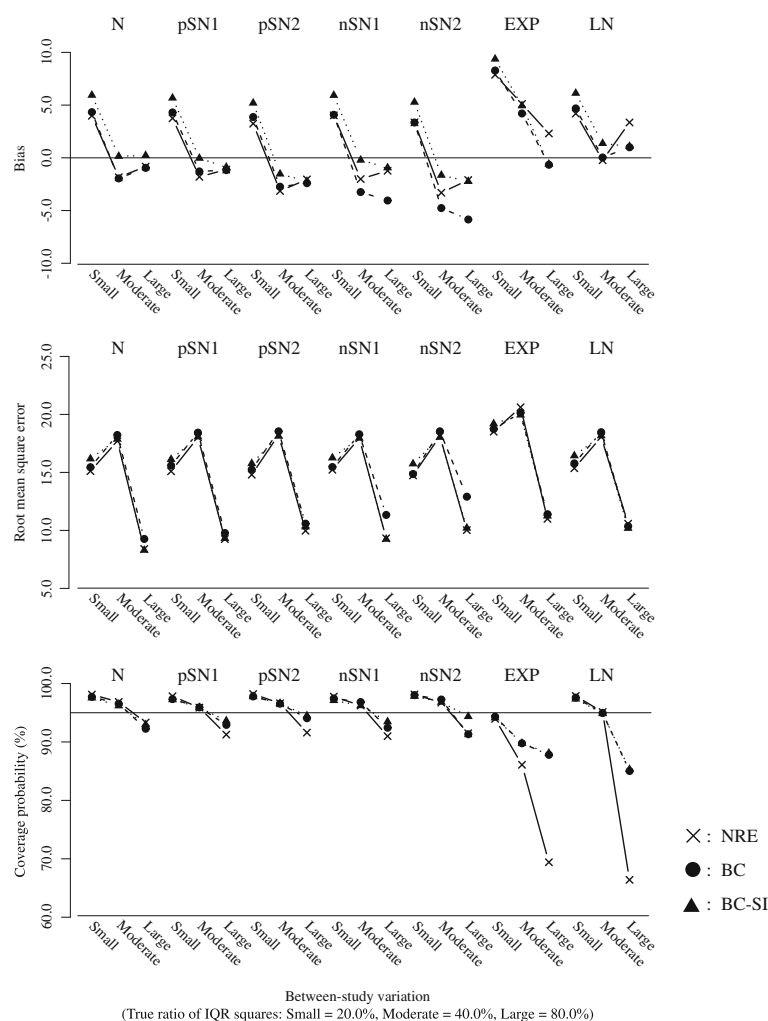 N pSN1 pSN2 nSN1 nSN2 EXP LN
10.0
5.0
0.0
-5.0
-10.0
Bias
Small Moderate Large Small Moderate Large Small Moderate Large Small Moderate Large Small Moderate Large Small Moderate Large Small Moderate Large
N pSN1 pSN2 nSN1 nSN2 EXP LN
25.0
20.0
15.0
10.0
5.0
Root mean square error
Small Moderate Large Small Moderate Large Small Moderate Large Small Moderate Large Small Moderate Large Small Moderate Large Small Moderate Large
N pSN1 pSN2 nSN1 nSN2 EXP LN
100.0
90.0
80.0
70.0
60.0
Coverage probability (%)
Small Moderate Large Small Moderate Large Small Moderate Large Small Moderate Large Small Moderate Large Small Moderate Large Small Moderate Large
: NRE
: BC
: BC-SI
Between-study variation
(True ratio of IQR squares: Small = 20.0%, Moderate = 40.0%, Large = 80.0%)